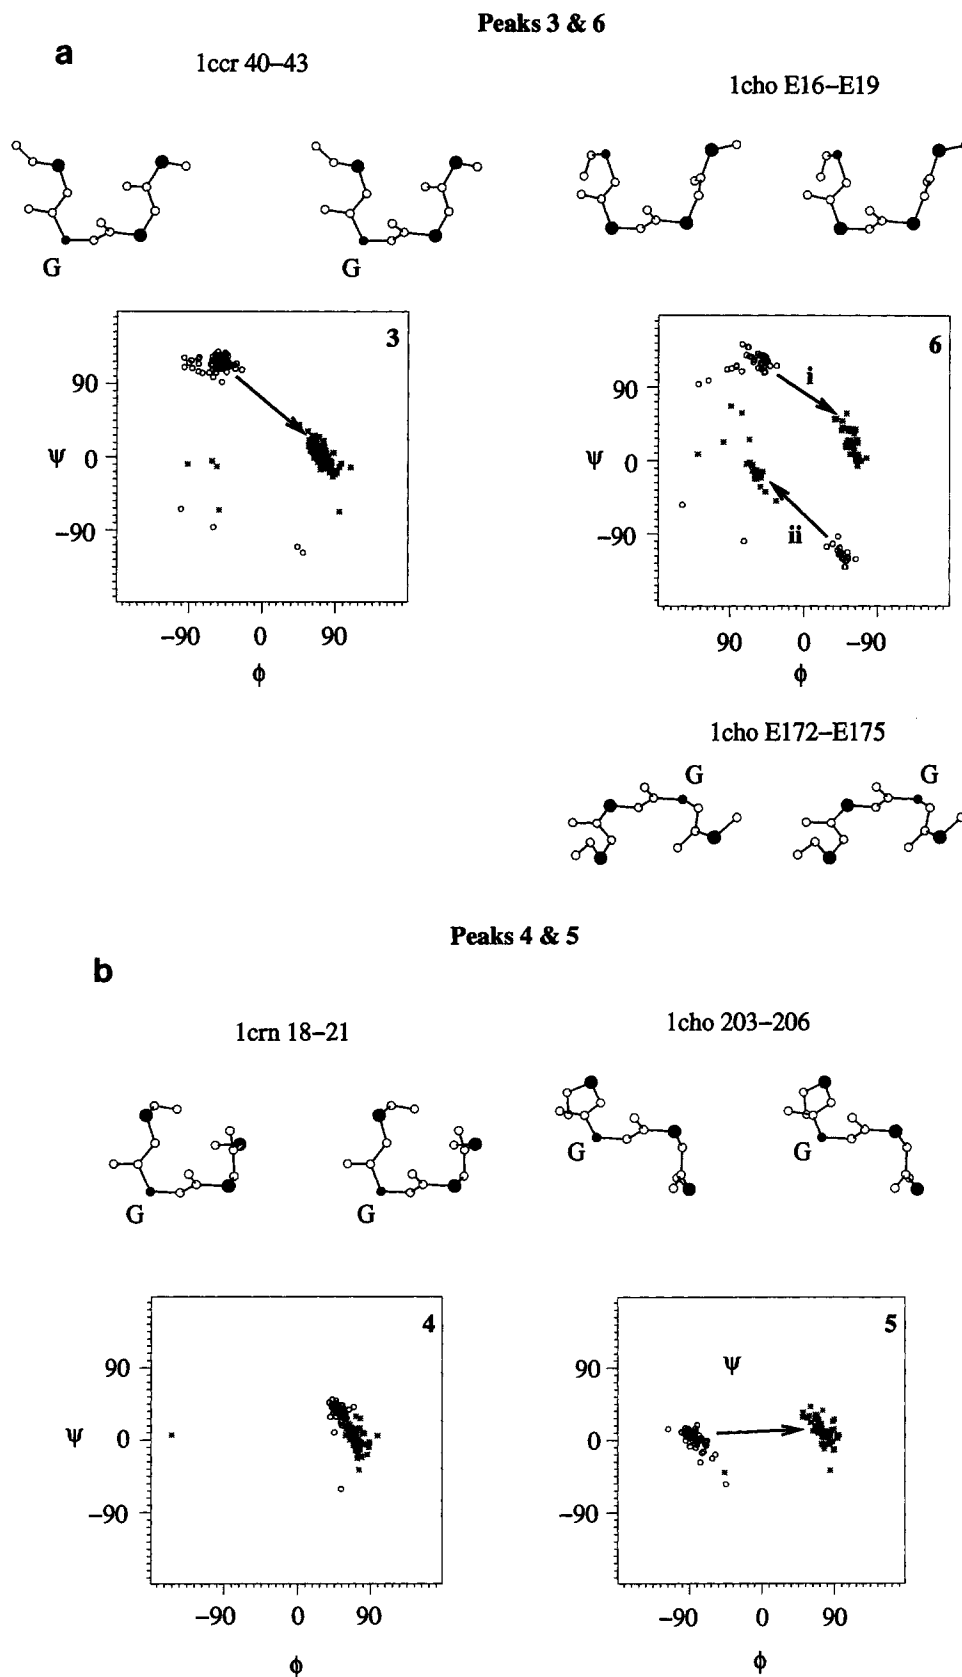 Peaks 3 & 6
a
1ccr 40–43
1cho E16–E19
G G
3
90
ψ 0
−90
−90 0 90
ϕ
6
i
90
ψ 0
−90
ii
90 0 −90
ϕ
1cho E172–E175
G G
Peaks 4 & 5
b
1crn 18–21
1cho 203–206
G G
G G
4
90
ψ 0
−90
−90 0 90
ϕ
5
90 ψ
0
−90
−90 0 90
ϕ